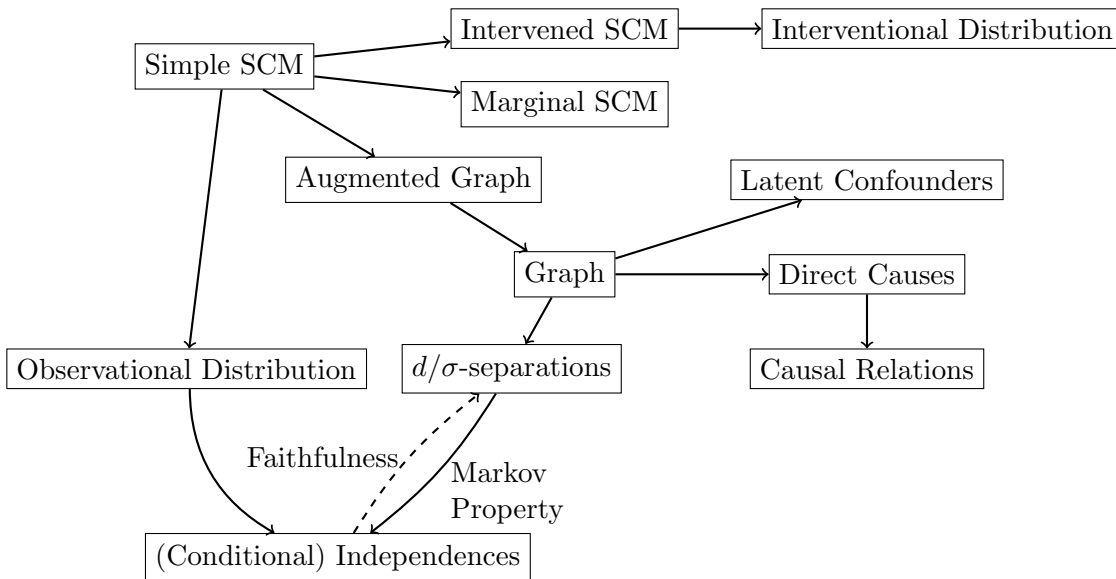 Intervened SCM
Interventional Distribution
Simple SCM
Marginal SCM
Augmented Graph
Latent Confounders
Graph
Direct Causes
Observational Distribution
d/σ-separations
Causal Relations
Faithfulness
Markov
Property
(Conditional) Independences